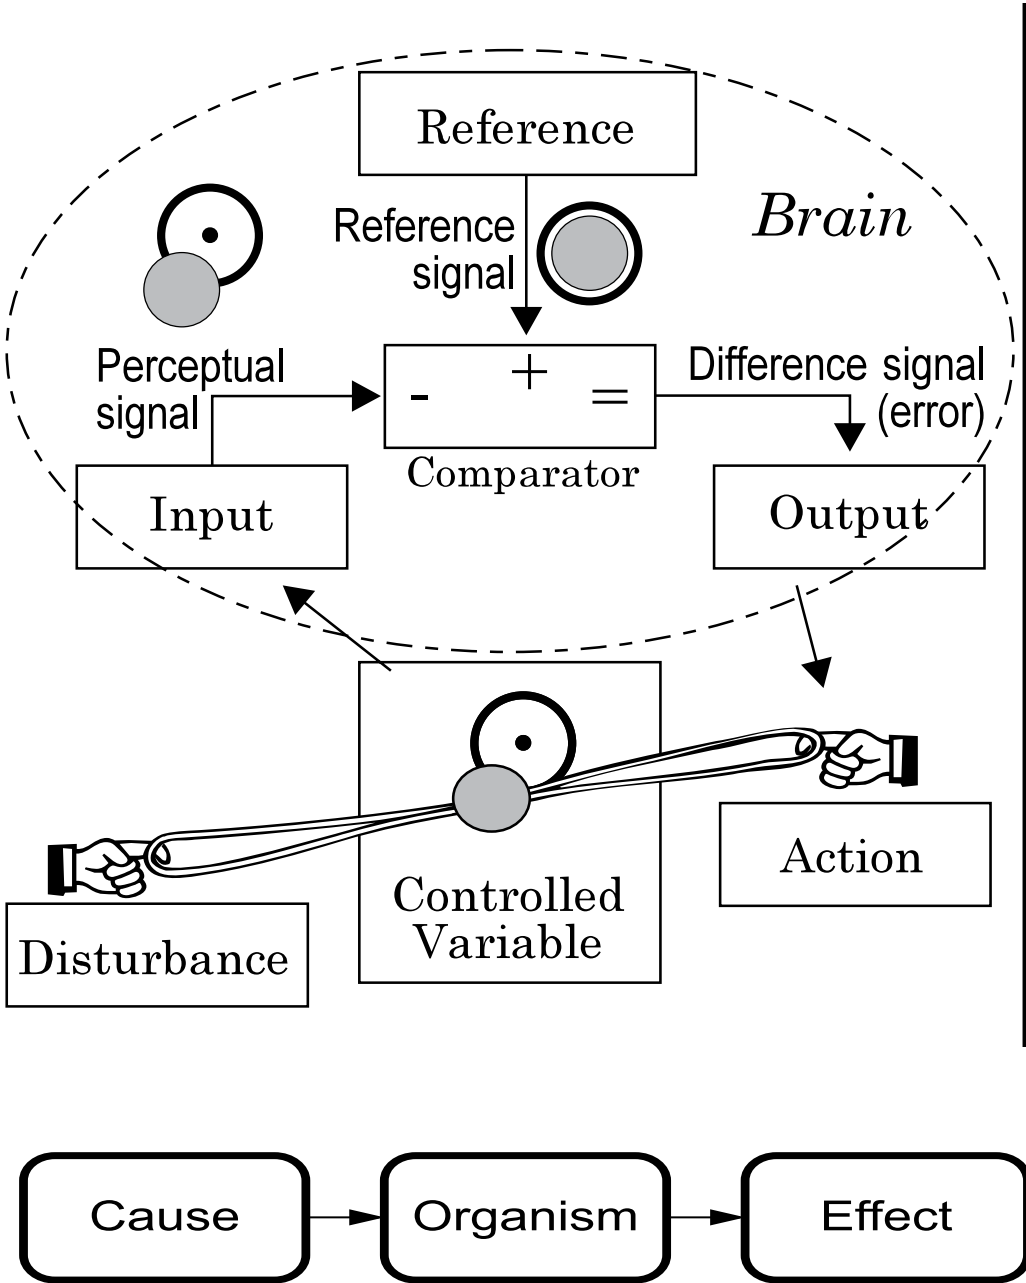 Reference
Brain
Reference
signal
Perceptual
signal
+
- =
Difference signal
(error)
Comparator
Input
Output
Controlled
Variable
Action
Disturbance
Cause
Organism
Effect